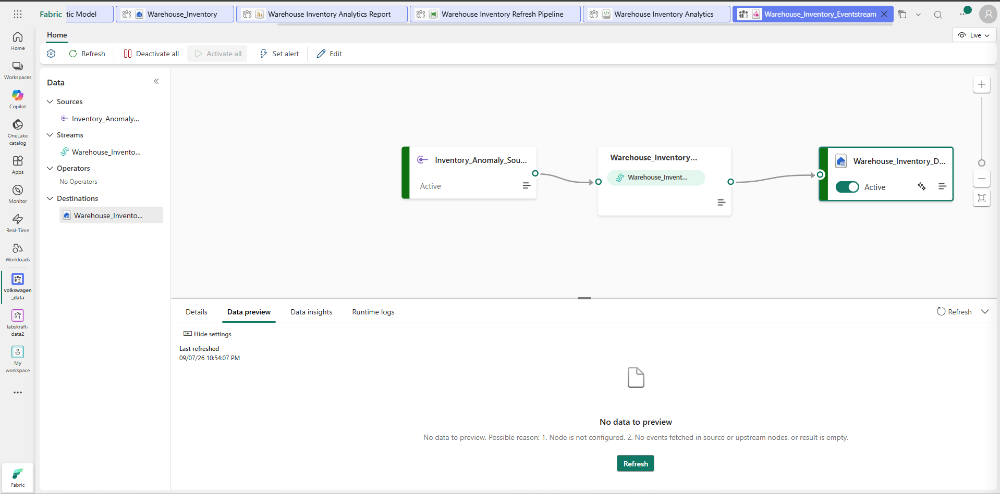 Fabric
tic Model
Warehouse_Inventory
Warehouse Inventory Analytics Report
Warehouse Inventory Refresh Pipeline
Warehouse Inventory Analytics
Warehouse_Inventory_Eventstream
Home
Live
Refresh
Deactivate all
Activate all
Set alert
Edit
Home
Workspaces
Copilot
OneLake
catalog
Apps
Monitor
Real-Time
Workloads
volkswagen
_data
labskraft-
data2
My
workspace
Fabric
Data
Sources
Inventory_Anomaly...
Streams
Warehouse_Invento...
Operators
No Operators
Destinations
Warehouse_Invento...
Inventory_Anomaly_Sou...
Active
Warehouse_Inventory...
Warehouse_Invent...
Warehouse_Inventory_D...
Active
Details
Data preview
Data insights
Runtime logs
Refresh
Hide settings
Last refreshed
09/07/26 10:54:07 PM
No data to preview
No data to preview. Possible reason: 1. Node is not configured. 2. No events fetched in source or upstream nodes, or result is empty.
Refresh